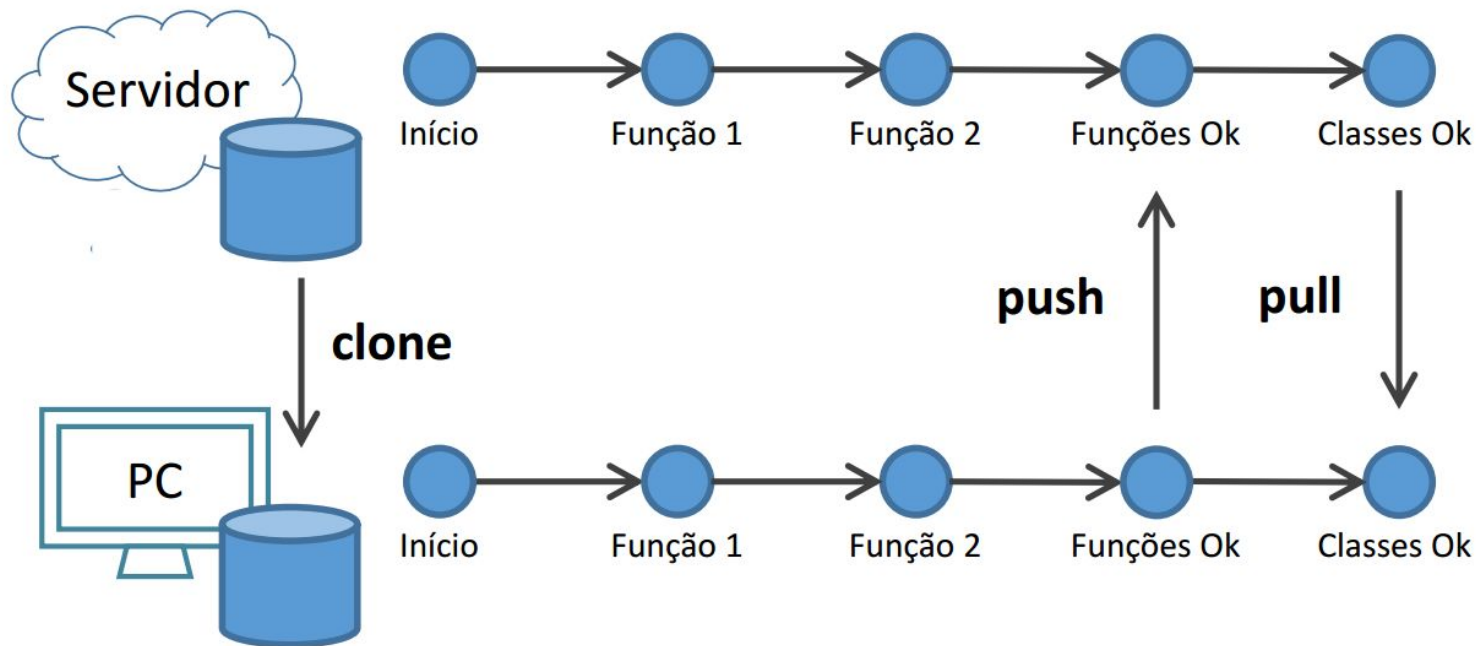 Servidor
Início
Função 1
Função 2
Funções Ok
Classes Ok
clone
push
pull
PC
Início
Função 1
Função 2
Funções Ok
Classes Ok